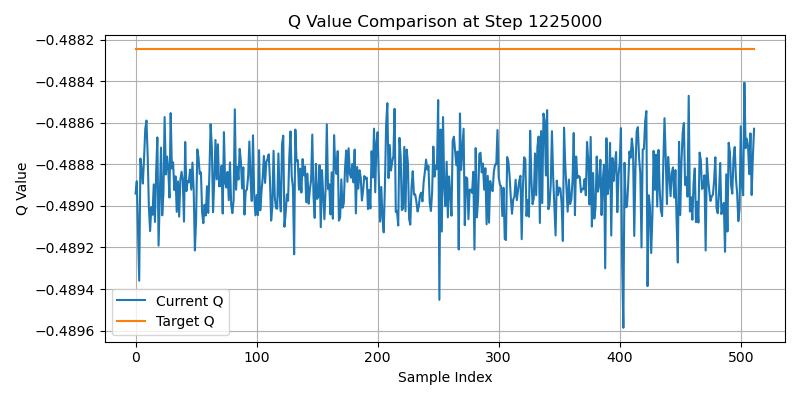 Q Value Comparison at Step 1225000
Q Value
−0.4882
−0.4884
−0.4886
−0.4888
−0.4890
−0.4892
−0.4894
−0.4896
Current Q
Target Q
0 100 200 300 400 500
Sample Index